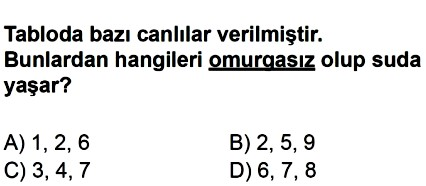 Tabloda bazı canlılar verilmiştir.
Bunlardan hangileri omurgasız olup suda
yaşar?
A) 1, 2, 6 B) 2, 5, 9
C) 3, 4, 7 D) 6, 7, 8